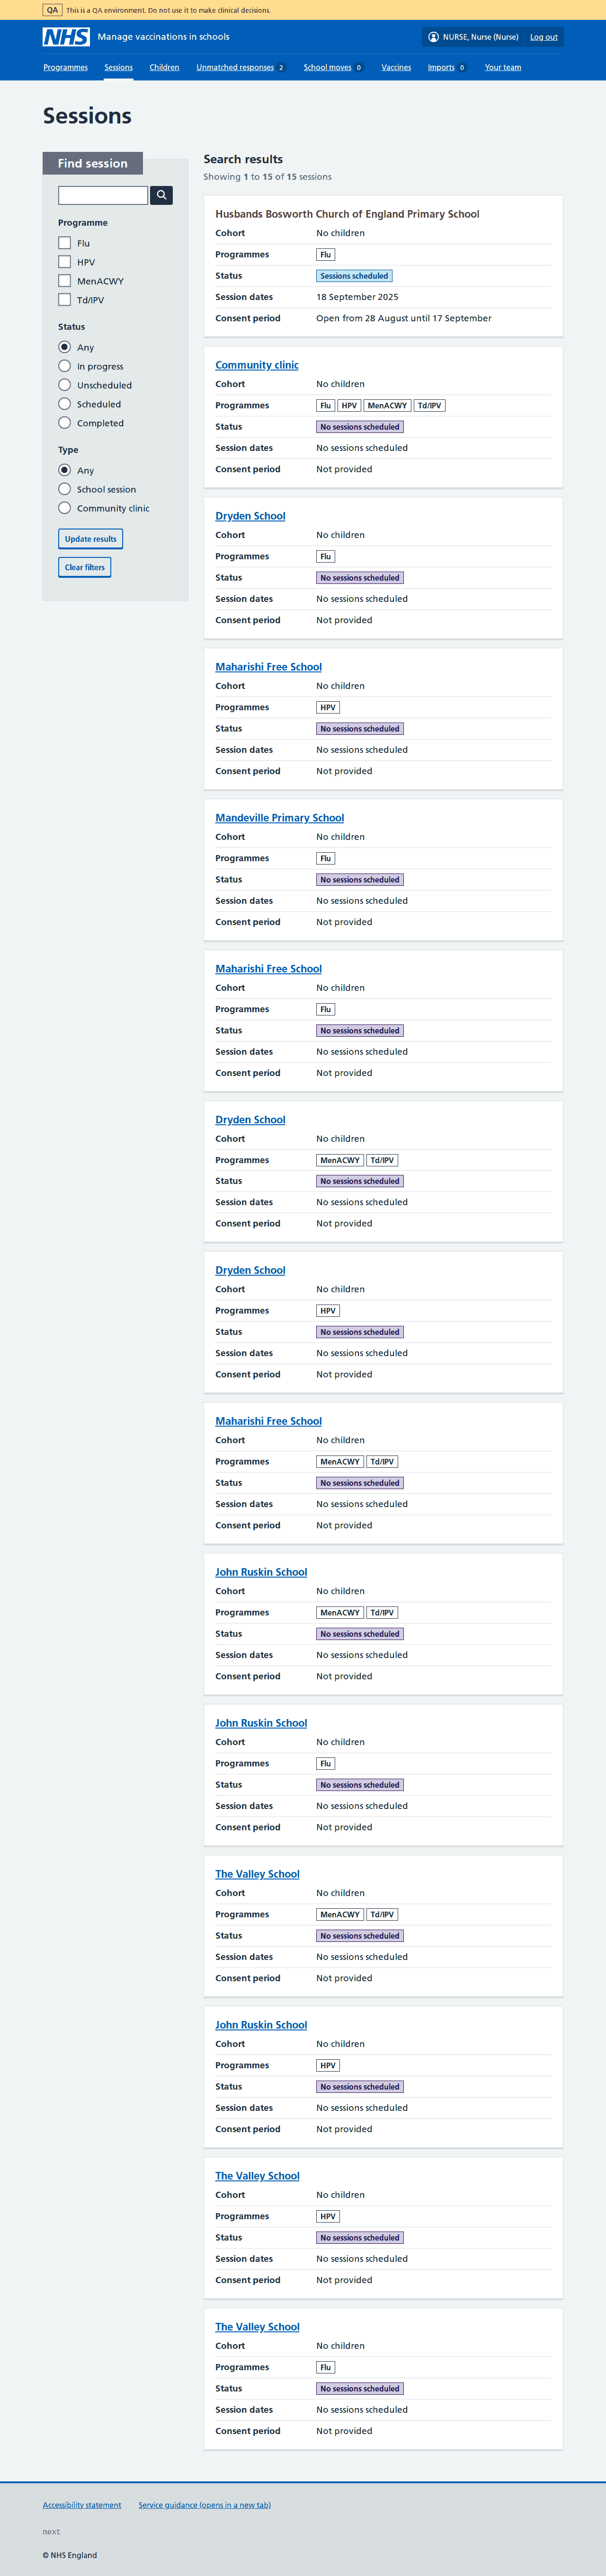 QA This is a QA environment. Do not use it to make clinical decisions.
NHS Manage vaccinations in schools NURSE, Nurse (Nurse) Log out
Programmes Sessions Children Unmatched responses 2 School moves 0 Vaccines Imports 0 Your team
Sessions
Find session
Programme
Flu
HPV
MenACWY
Td/IPV
Status
Any
In progress
Unscheduled
Scheduled
Completed
Type
Any
School session
Community clinic
Update results
Clear filters
Search results
Showing 1 to 15 of 15 sessions
Husbands Bosworth Church of England Primary School
Cohort No children
Programmes Flu
Status Sessions scheduled
Session dates 18 September 2025
Consent period Open from 28 August until 17 September
Community clinic
Cohort No children
Programmes Flu HPV MenACWY Td/IPV
Status No sessions scheduled
Session dates No sessions scheduled
Consent period Not provided
Dryden School
Cohort No children
Programmes Flu
Status No sessions scheduled
Session dates No sessions scheduled
Consent period Not provided
Maharishi Free School
Cohort No children
Programmes HPV
Status No sessions scheduled
Session dates No sessions scheduled
Consent period Not provided
Mandeville Primary School
Cohort No children
Programmes Flu
Status No sessions scheduled
Session dates No sessions scheduled
Consent period Not provided
Maharishi Free School
Cohort No children
Programmes Flu
Status No sessions scheduled
Session dates No sessions scheduled
Consent period Not provided
Dryden School
Cohort No children
Programmes MenACWY Td/IPV
Status No sessions scheduled
Session dates No sessions scheduled
Consent period Not provided
Dryden School
Cohort No children
Programmes HPV
Status No sessions scheduled
Session dates No sessions scheduled
Consent period Not provided
Maharishi Free School
Cohort No children
Programmes MenACWY Td/IPV
Status No sessions scheduled
Session dates No sessions scheduled
Consent period Not provided
John Ruskin School
Cohort No children
Programmes MenACWY Td/IPV
Status No sessions scheduled
Session dates No sessions scheduled
Consent period Not provided
John Ruskin School
Cohort No children
Programmes Flu
Status No sessions scheduled
Session dates No sessions scheduled
Consent period Not provided
The Valley School
Cohort No children
Programmes MenACWY Td/IPV
Status No sessions scheduled
Session dates No sessions scheduled
Consent period Not provided
John Ruskin School
Cohort No children
Programmes HPV
Status No sessions scheduled
Session dates No sessions scheduled
Consent period Not provided
The Valley School
Cohort No children
Programmes HPV
Status No sessions scheduled
Session dates No sessions scheduled
Consent period Not provided
The Valley School
Cohort No children
Programmes Flu
Status No sessions scheduled
Session dates No sessions scheduled
Consent period Not provided
Accessibility statement Service guidance (opens in a new tab)
next
© NHS England